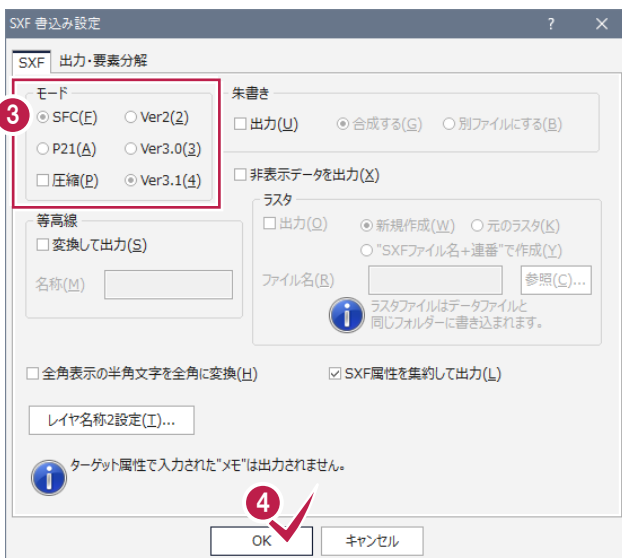 SXF 書込み設定 ? ×
SXF 出力・要素分解
モード
3
SFC(F) Ver2(2)
P21(A) Ver3.0(3)
圧縮(P) Ver3.1(4)
朱書き
出力(U) 合成する(G) 別ファイルにする(B)
非表示データを出力(X)
等高線
変換して出力(S)
名称(M)
ラスタ
出力(O) 新規作成(W) 元のラスタ(K)
"SXFファイル名+連番"で作成(Y)
ファイル名(R) 参照(C)...
ラスタファイルはデータファイルと
同じフォルダーに書き込まれます。
全角表示の半角文字を全角に変換(H) SXF属性を集約して出力(L)
レイヤ名称2設定(T)...
ターゲット属性で入力された"メモ"は出力されません。
4
OK キャンセル